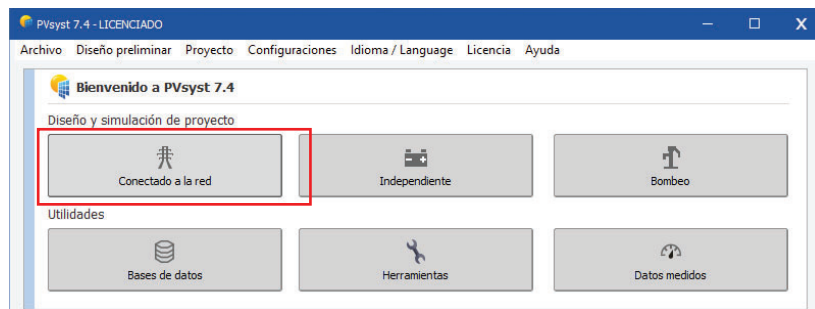 PVsyst 7.4 - LICENCIADO
Archivo Diseño preliminar Proyecto Configuraciones Idioma / Language Licencia Ayuda
Bienvenido a PVsyst 7.4
Diseño y simulación de proyecto
Conectado a la red Independiente Bombeo
Utilidades
Bases de datos Herramientas Datos medidos